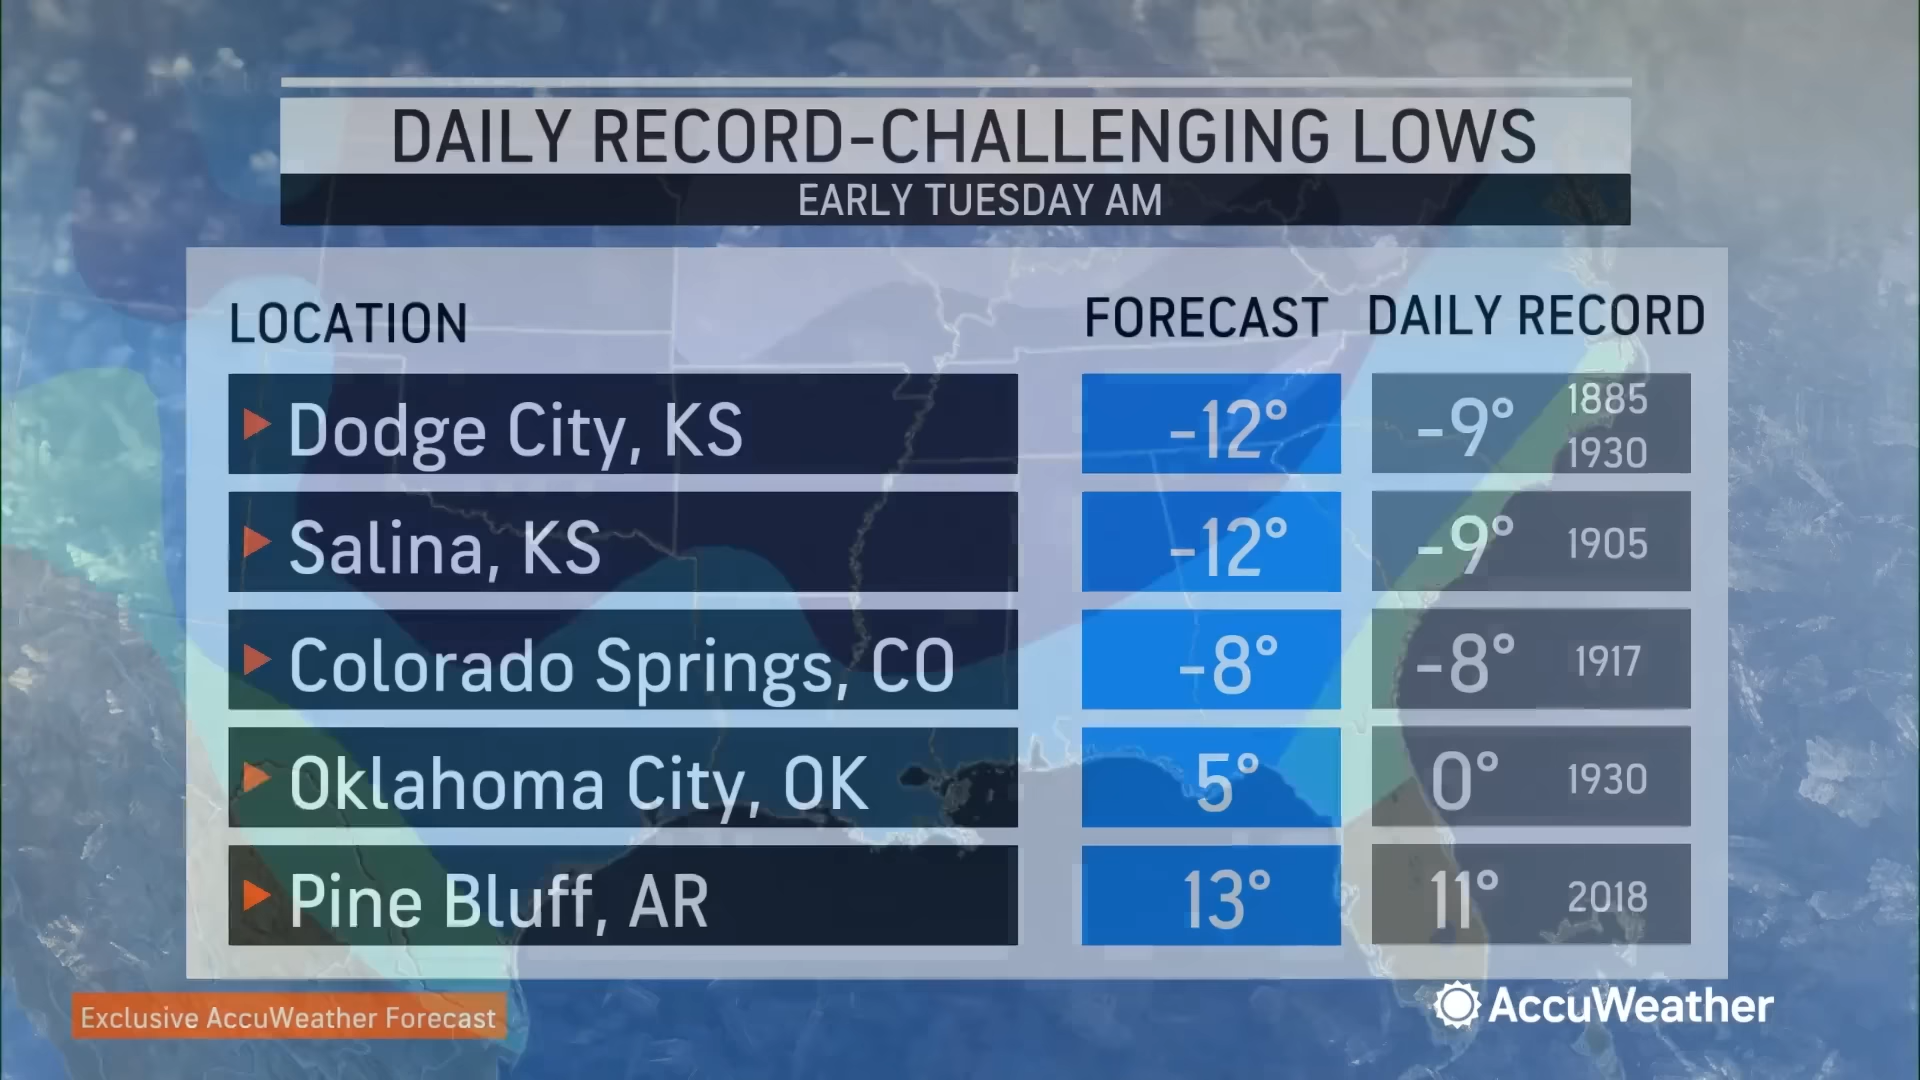 DAILY RECORD-CHALLENGING LOWS
EARLY TUESDAY AM
LOCATION FORECAST DAILY RECORD
Dodge City, KS -12° -9° 1885 1930
Salina, KS -12° -9° 1905
Colorado Springs, CO -8° -8° 1917
Oklahoma City, OK 5° 0° 1930
Pine Bluff, AR 13° 11° 2018
Exclusive AccuWeather Forecast
AccuWeather